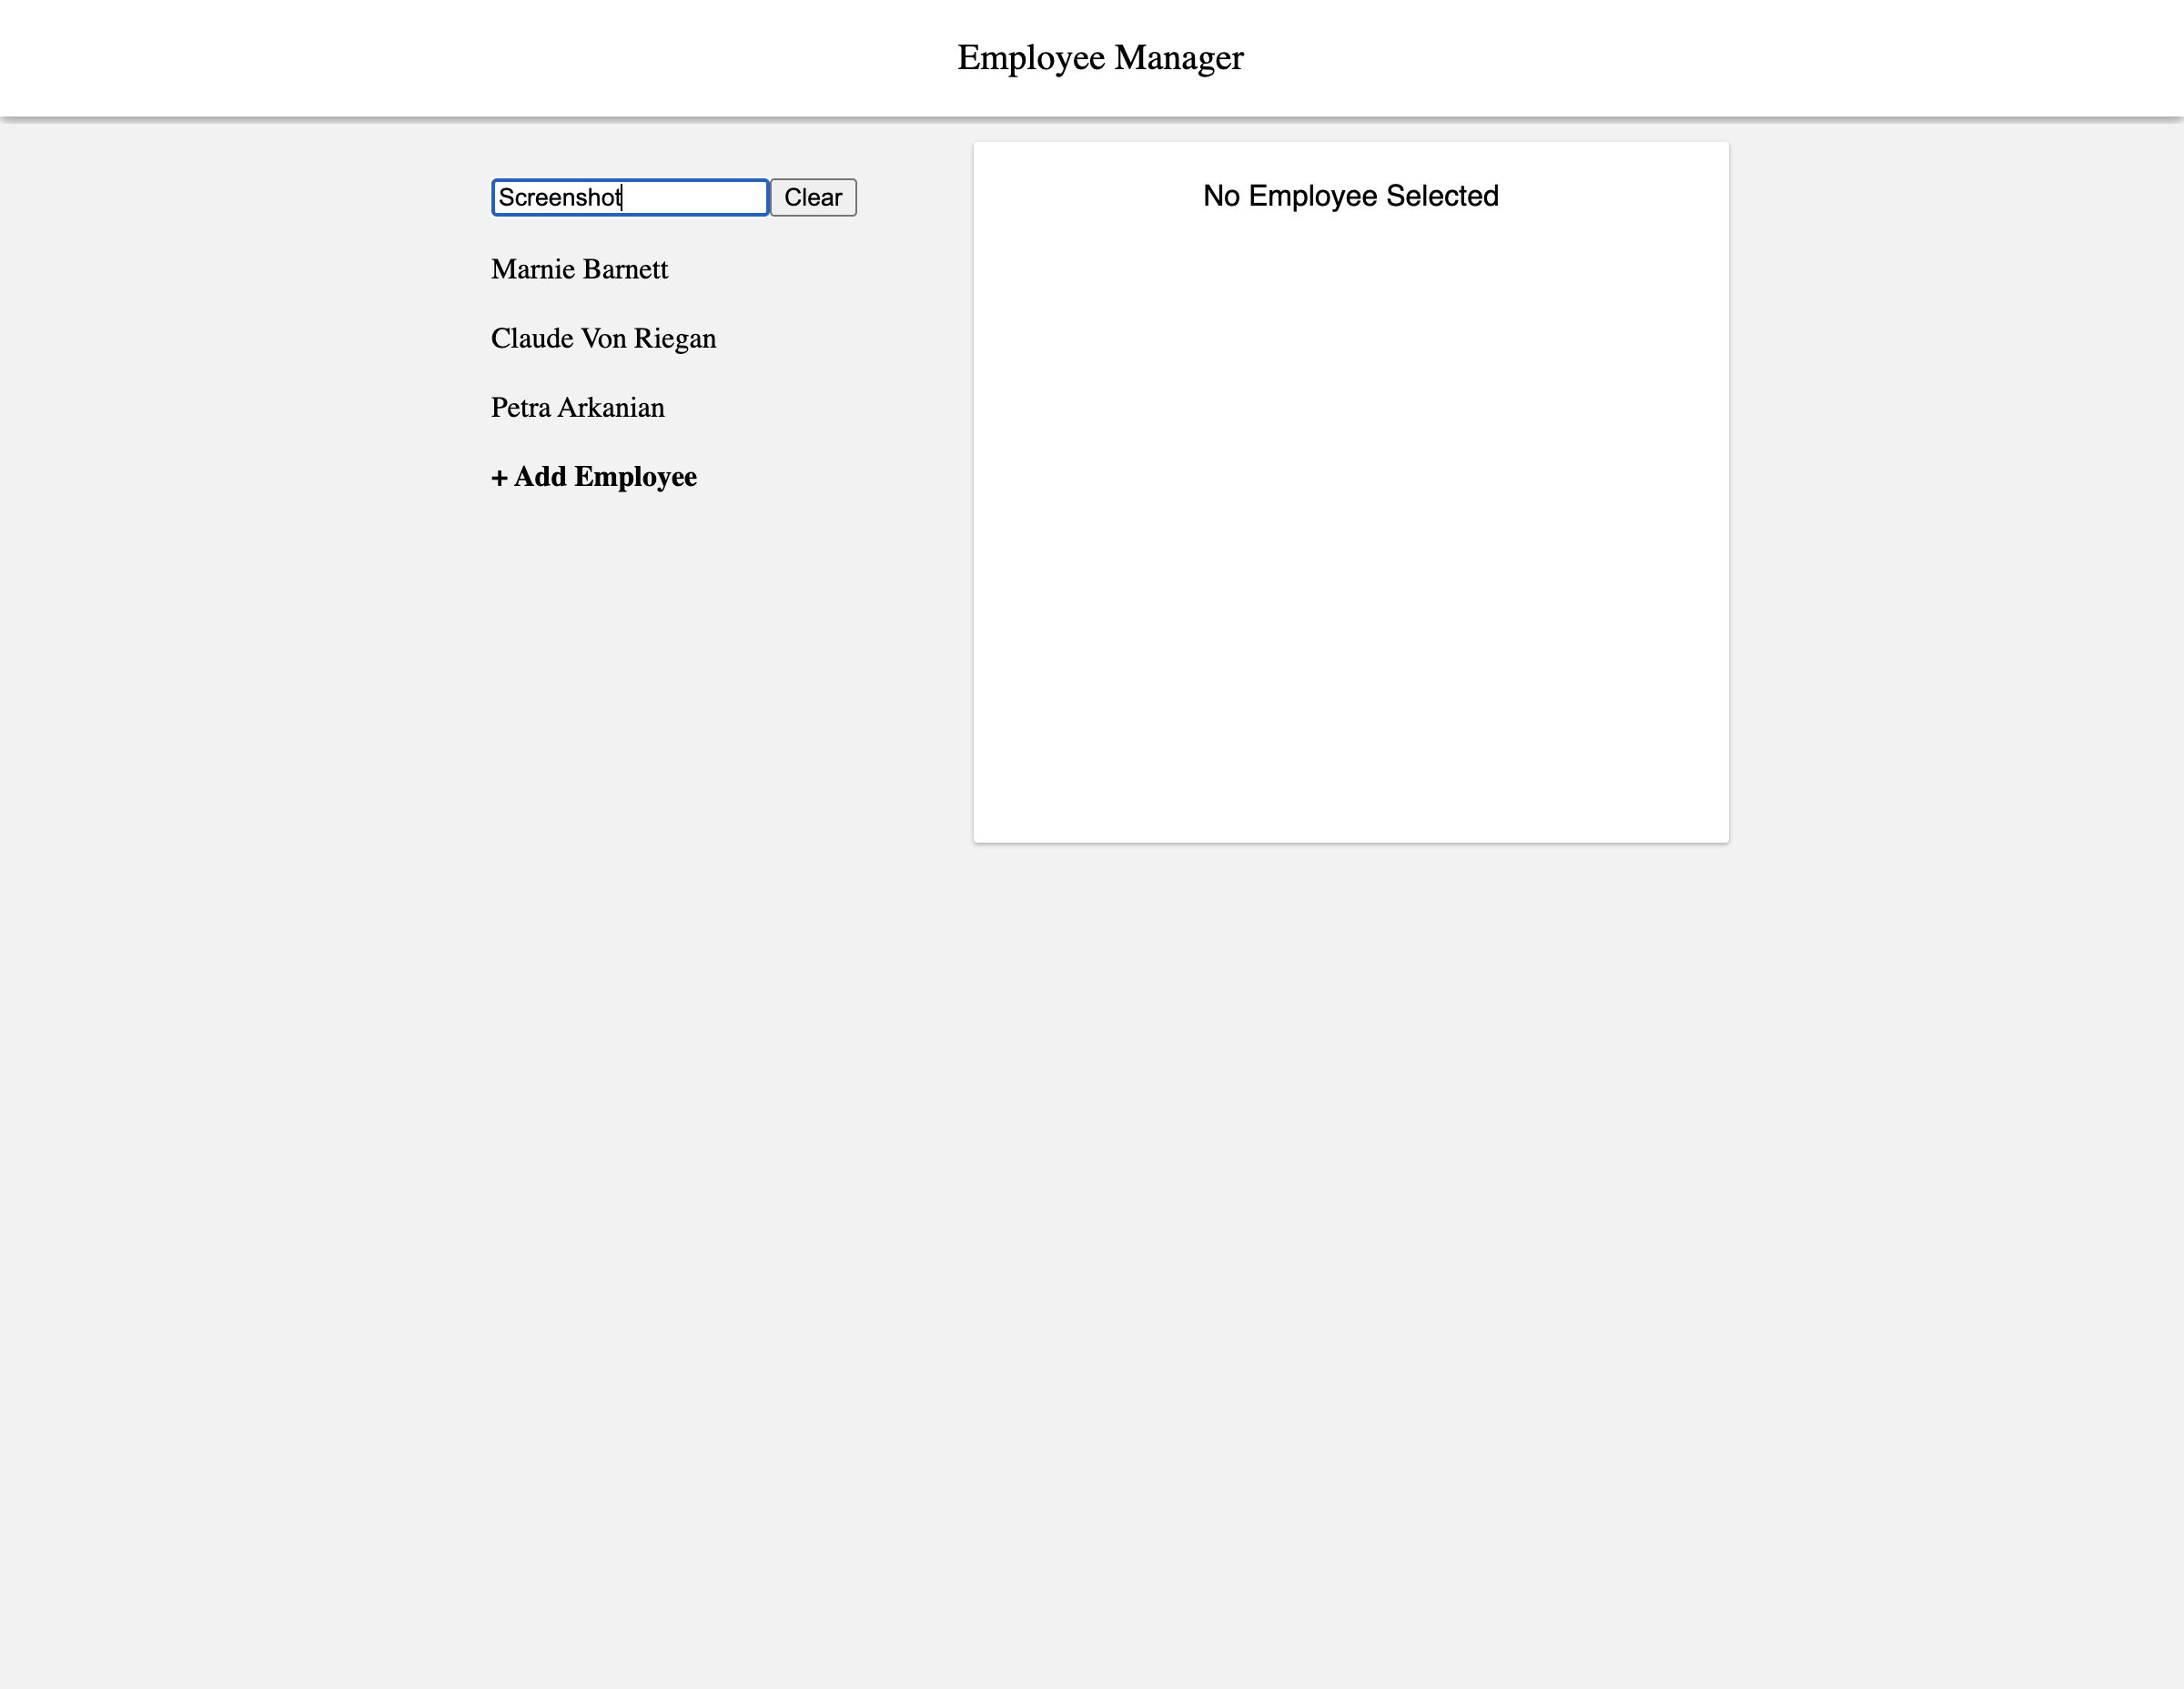 Employee Manager
Screenshot Clear
Marnie Barnett
Claude Von Riegan
Petra Arkanian
+ Add Employee
No Employee Selected